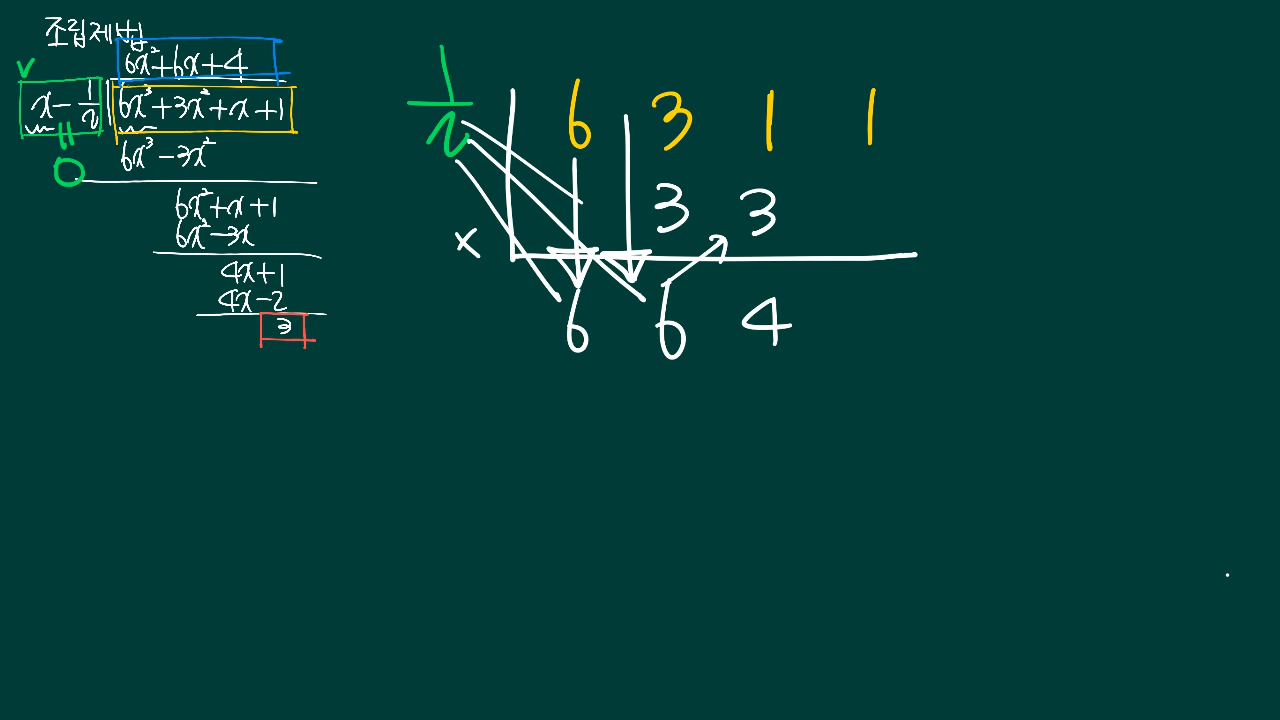 조립제법
6x²+6x+4
x-1/2 | 6x³+3x²+x+1
6x³-3x²
0
6x²+x+1
6x²-3x
4x+1
4x-2
3
1/2 6 3 1 1
3 3
×
6 6 4